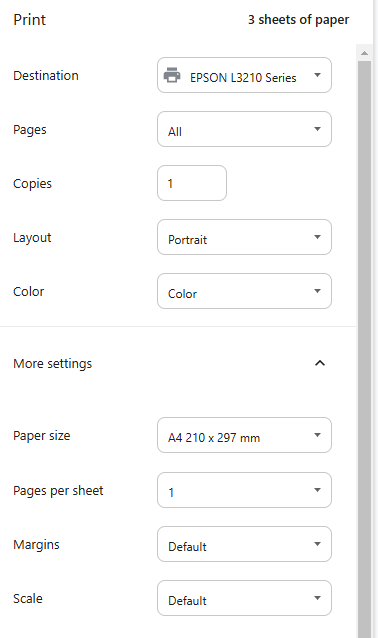 Print 3 sheets of paper
Destination EPSON L3210 Series
Pages All
Copies 1
Layout Portrait
Color Color
More settings
Paper size A4 210 x 297 mm
Pages per sheet 1
Margins Default
Scale Default